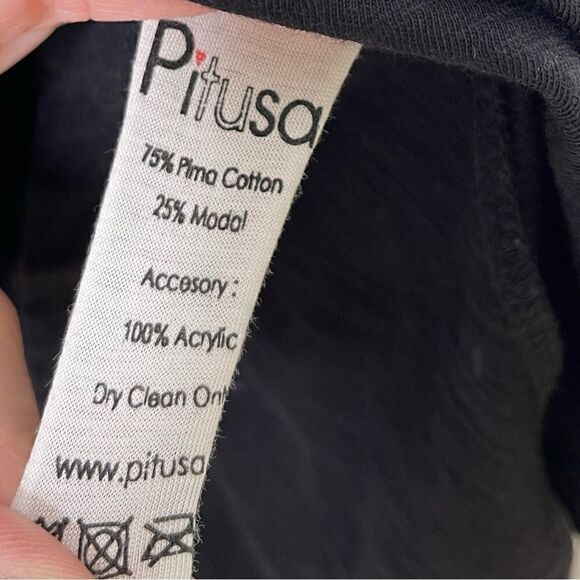 Pitusa
75% Pima Cotton
25% Modal
Accesory :
100% Acrylic
Dry Clean Onl
www.pitusa